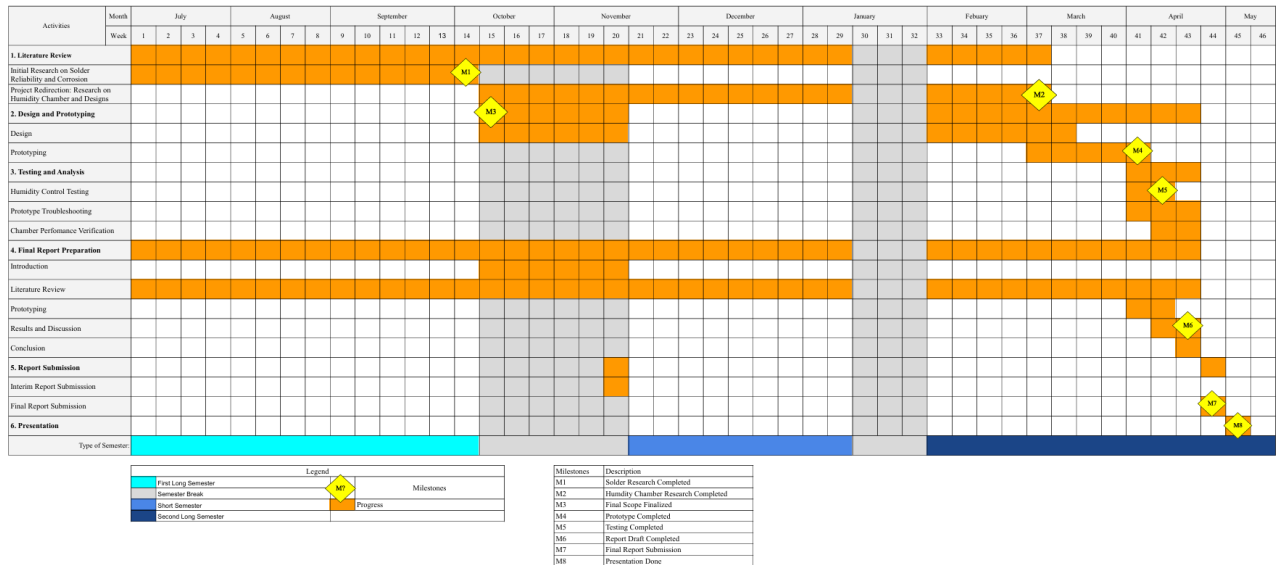 Activities Month July August September October November December January Febuary March April May
Week 1 2 3 4 5 6 7 8 9 10 11 12 13 14 15 16 17 18 19 20 21 22 23 24 25 26 27 28 29 30 31 32 33 34 35 36 37 38 39 40 41 42 43 44 45 46
1. Literature Review
Initial Research on Solder
Reliability and Corrosion
M1
Project Redirection: Research on
Humidity Chamber and Designs
M2
2. Design and Prototyping
M3
Design
Prototyping
M4
3. Testing and Analysis
Humidity Control Testing
M5
Prototype Troubleshooting
Chamber Perfomance Verification
4. Final Report Preparation
Introduction
Literature Review
Prototyping
Results and Discussion
M6
Conclusion
5. Report Submission
Interim Report Submisssion
Final Report Submission
M7
6. Presentation
M8
Type of Semester:
Legend
First Long Semester
M7
Milestones
Semester Break
Short Semester
Progress
Second Long Semester
Milestones Description
M1 Solder Research Completed
M2 Humdity Chamber Research Completed
M3 Final Scope Finalized
M4 Prototype Completed
M5 Testing Completed
M6 Report Draft Completed
M7 Final Report Submission
M8 Presentation Done